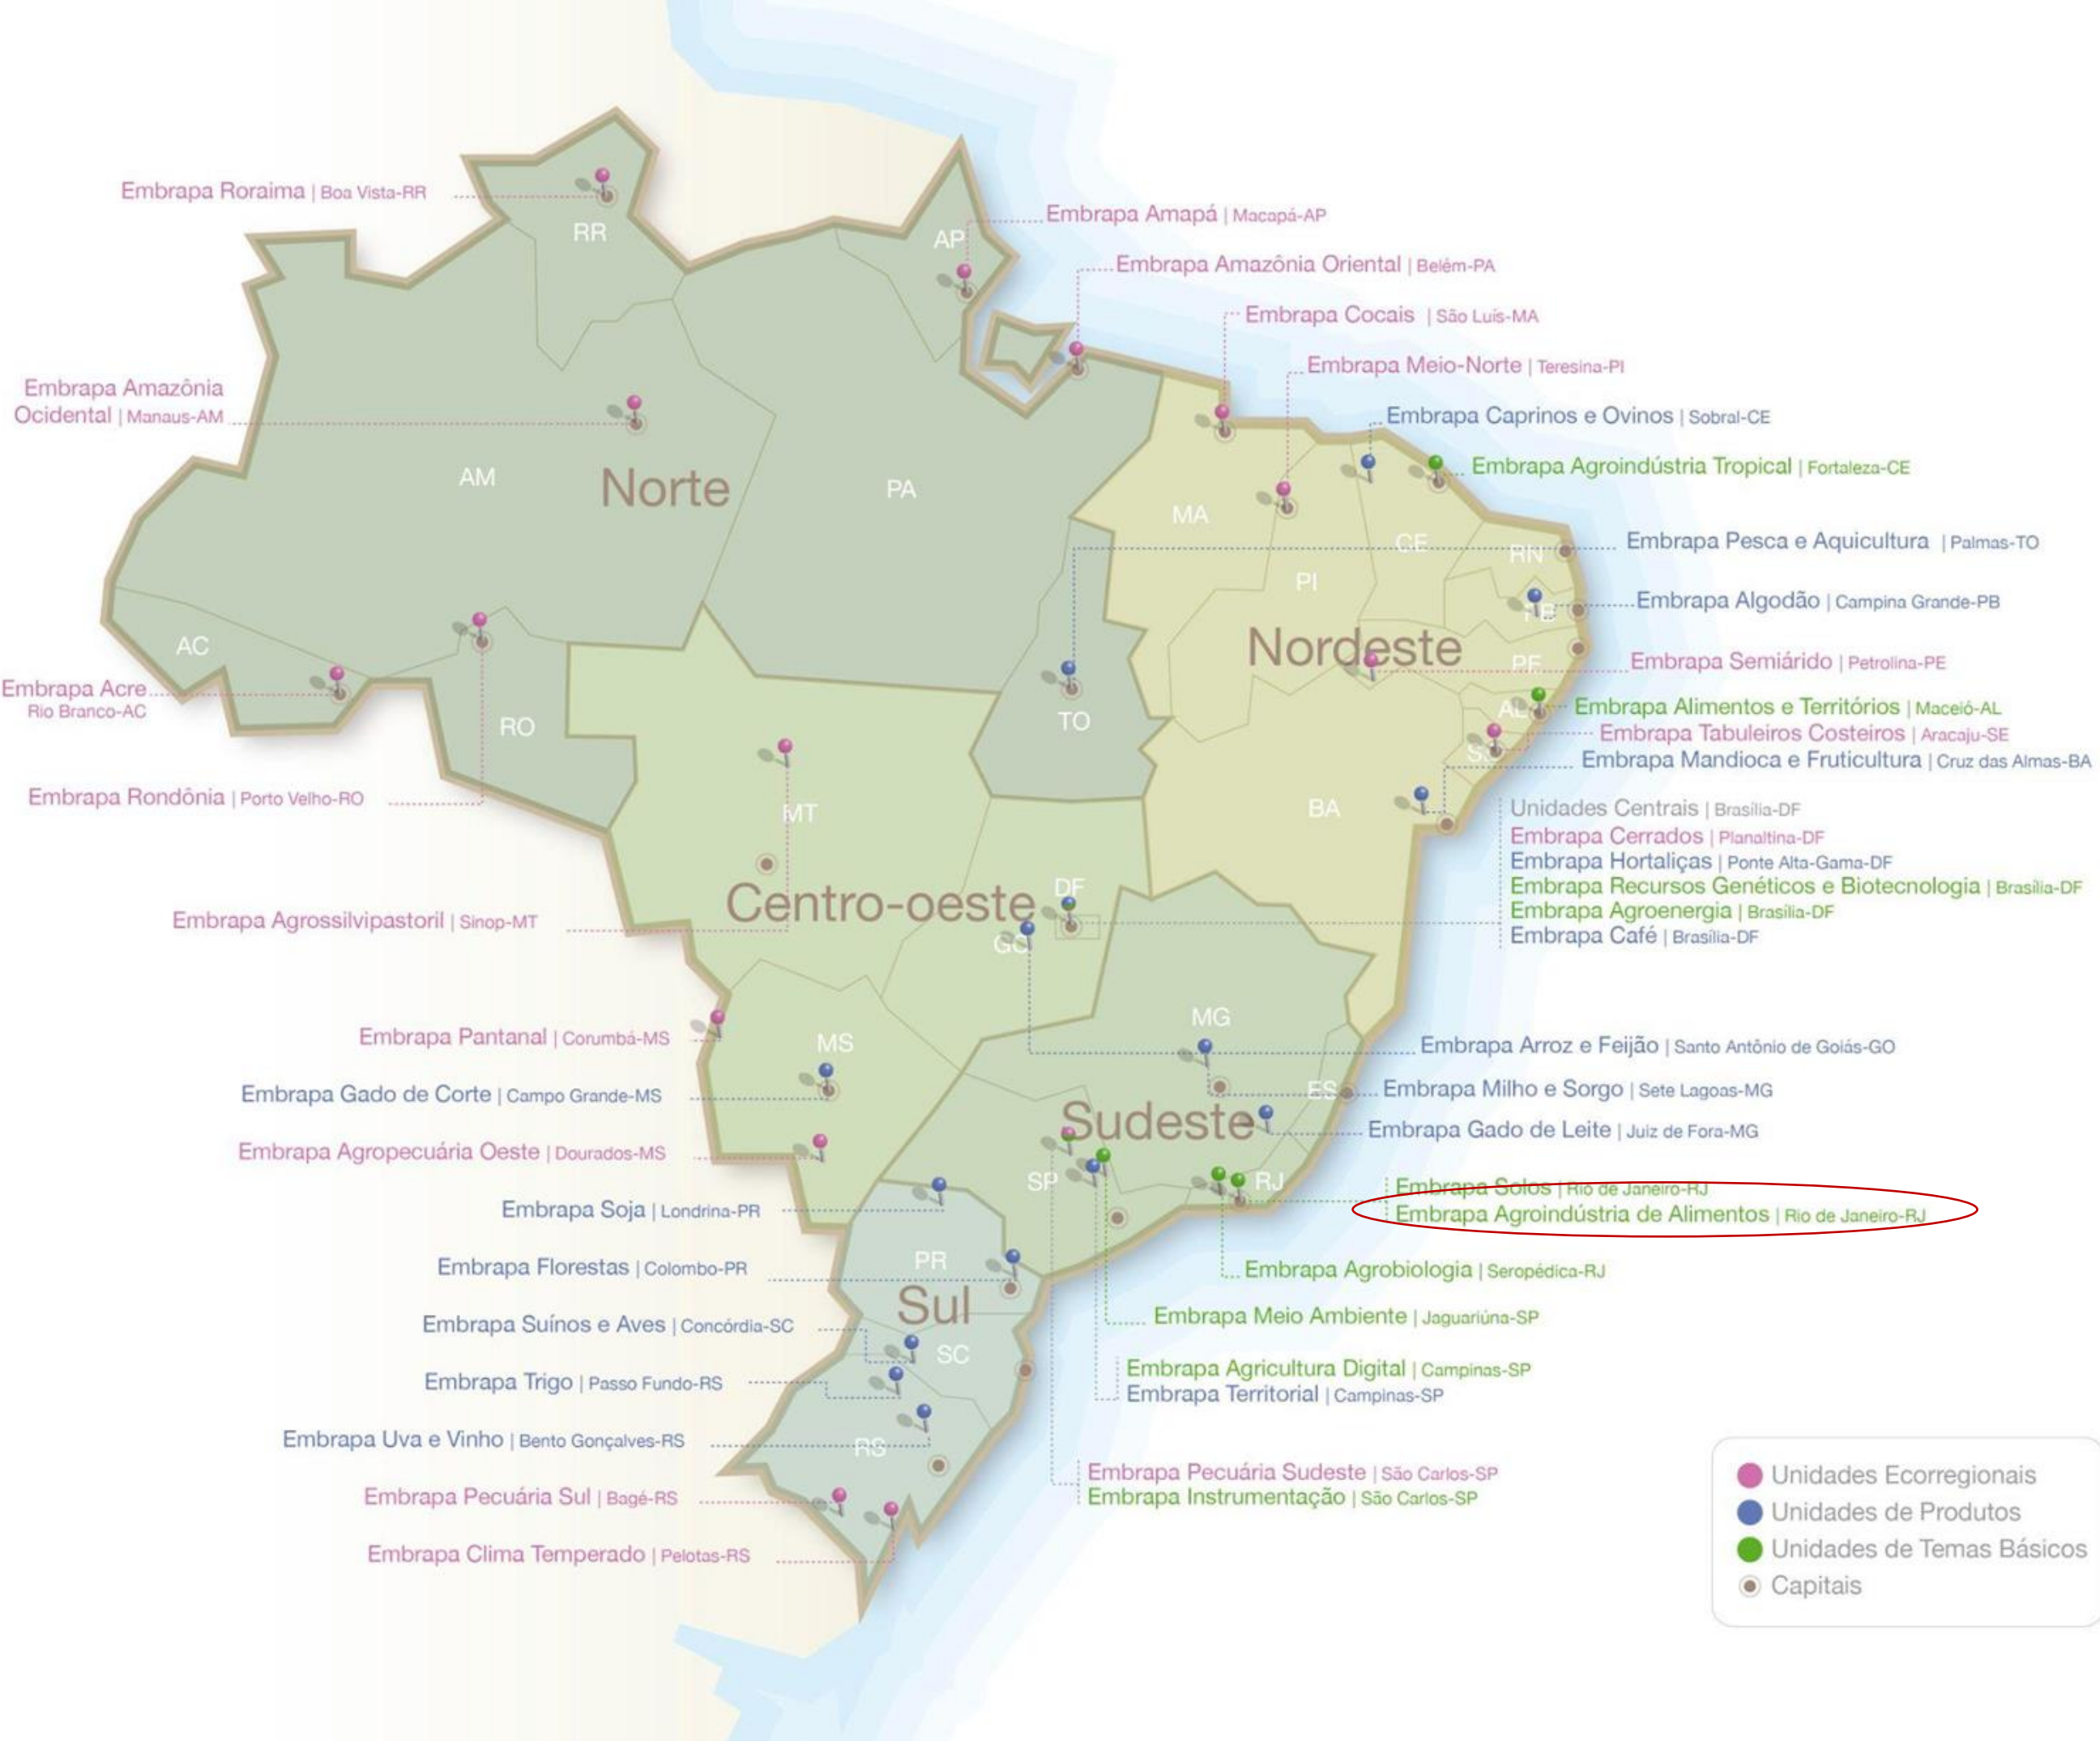 Embrapa Roraima | Boa Vista-RR
RR
AP
Embrapa Amapá | Macapá-AP
Embrapa Amazônia Oriental | Belém-PA
Embrapa Cocais | São Luís-MA
Embrapa Meio-Norte | Teresina-PI
Embrapa Amazônia
Ocidental | Manaus-AM
Embrapa Caprinos e Ovinos | Sobral-CE
Embrapa Agroindústria Tropical | Fortaleza-CE
AM
Norte
PA
MA
CE
RN
Embrapa Pesca e Aquicultura | Palmas-TO
PI
PB
Embrapa Algodão | Campina Grande-PB
AC
Nordeste
PE
Embrapa Semiárido | Petrolina-PE
Embrapa Acre
Rio Branco-AC
RO
TO
AL
Embrapa Alimentos e Territórios | Maceió-AL
Embrapa Tabuleiros Costeiros | Aracaju-SE
SE
Embrapa Mandioca e Fruticultura | Cruz das Almas-BA
Embrapa Rondônia | Porto Velho-RO
MT
BA
Unidades Centrais | Brasília-DF
Embrapa Cerrados | Planaltina-DF
Embrapa Hortaliças | Ponte Alta-Gama-DF
Embrapa Recursos Genéticos e Biotecnologia | Brasília-DF
Embrapa Agroenergia | Brasília-DF
Embrapa Café | Brasília-DF
DF
Centro-oeste
GO
Embrapa Agrossilvipastoril | Sinop-MT
MG
Embrapa Pantanal | Corumbá-MS
MS
Embrapa Arroz e Feijão | Santo Antônio de Goiás-GO
Embrapa Gado de Corte | Campo Grande-MS
ES
Embrapa Milho e Sorgo | Sete Lagoas-MG
Sudeste
Embrapa Gado de Leite | Juiz de Fora-MG
Embrapa Agropecuária Oeste | Dourados-MS
SP
RJ
Embrapa Solos | Rio de Janeiro-RJ
Embrapa Agroindústria de Alimentos | Rio de Janeiro-RJ
Embrapa Soja | Londrina-PR
PR
Embrapa Florestas | Colombo-PR
Embrapa Agrobiologia | Seropédica-RJ
Sul
Embrapa Suínos e Aves | Concórdia-SC
Embrapa Meio Ambiente | Jaguariúna-SP
SC
Embrapa Trigo | Passo Fundo-RS
Embrapa Agricultura Digital | Campinas-SP
Embrapa Territorial | Campinas-SP
Embrapa Uva e Vinho | Bento Gonçalves-RS
RS
Embrapa Pecuária Sudeste | São Carlos-SP
Embrapa Instrumentação | São Carlos-SP
Embrapa Pecuária Sul | Bagé-RS
Embrapa Clima Temperado | Pelotas-RS
Unidades Ecorregionais
Unidades de Produtos
Unidades de Temas Básicos
Capitais